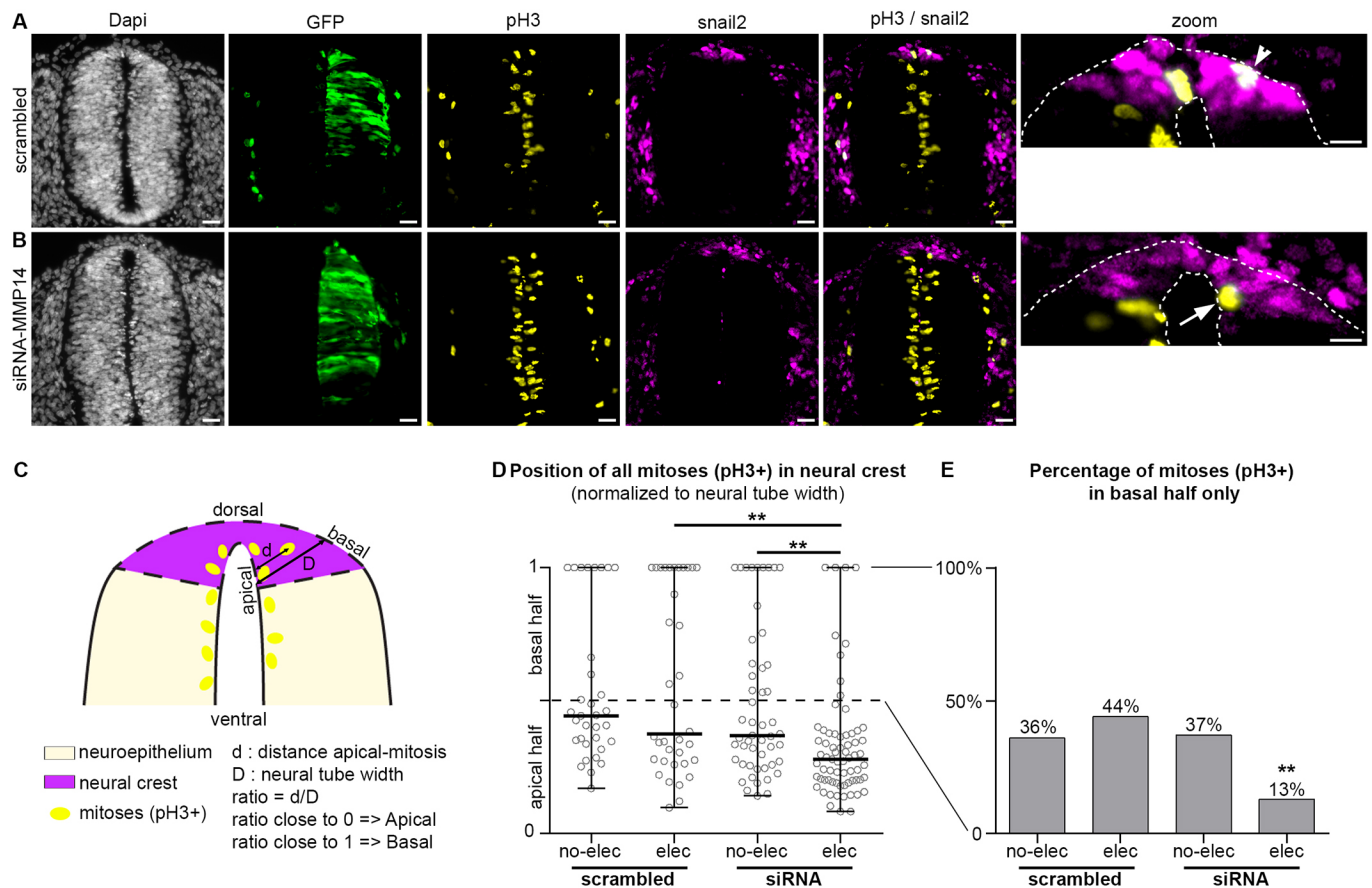 A
Dapi
GFP
pH3
snail2
pH3 / snail2
zoom
scrambled
B
siRNA-MMP14
C
dorsal
basal
d
D
apical
ventral
neuroepithelium
neural crest
mitoses (pH3+)
d : distance apical-mitosis
D : neural tube width
ratio = d/D
ratio close to 0 => Apical
ratio close to 1 => Basal
D Position of all mitoses (pH3+) in neural crest
(normalized to neural tube width)
**
**
1
basal half
apical half
0
no-elec elec no-elec elec
scrambled siRNA
E Percentage of mitoses (pH3+)
in basal half only
100%
50%
0
36%
44%
37%
**
13%
no-elec elec no-elec elec
scrambled siRNA